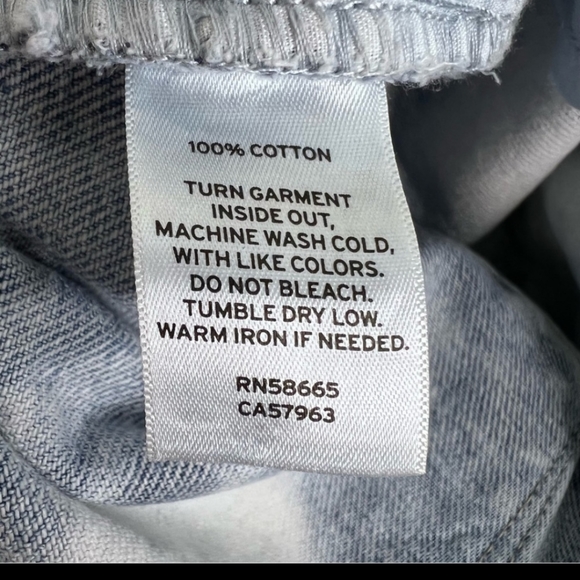 100% COTTON
TURN GARMENT
INSIDE OUT,
MACHINE WASH COLD,
WITH LIKE COLORS.
DO NOT BLEACH.
TUMBLE DRY LOW.
WARM IRON IF NEEDED.
RN58665
CA57963